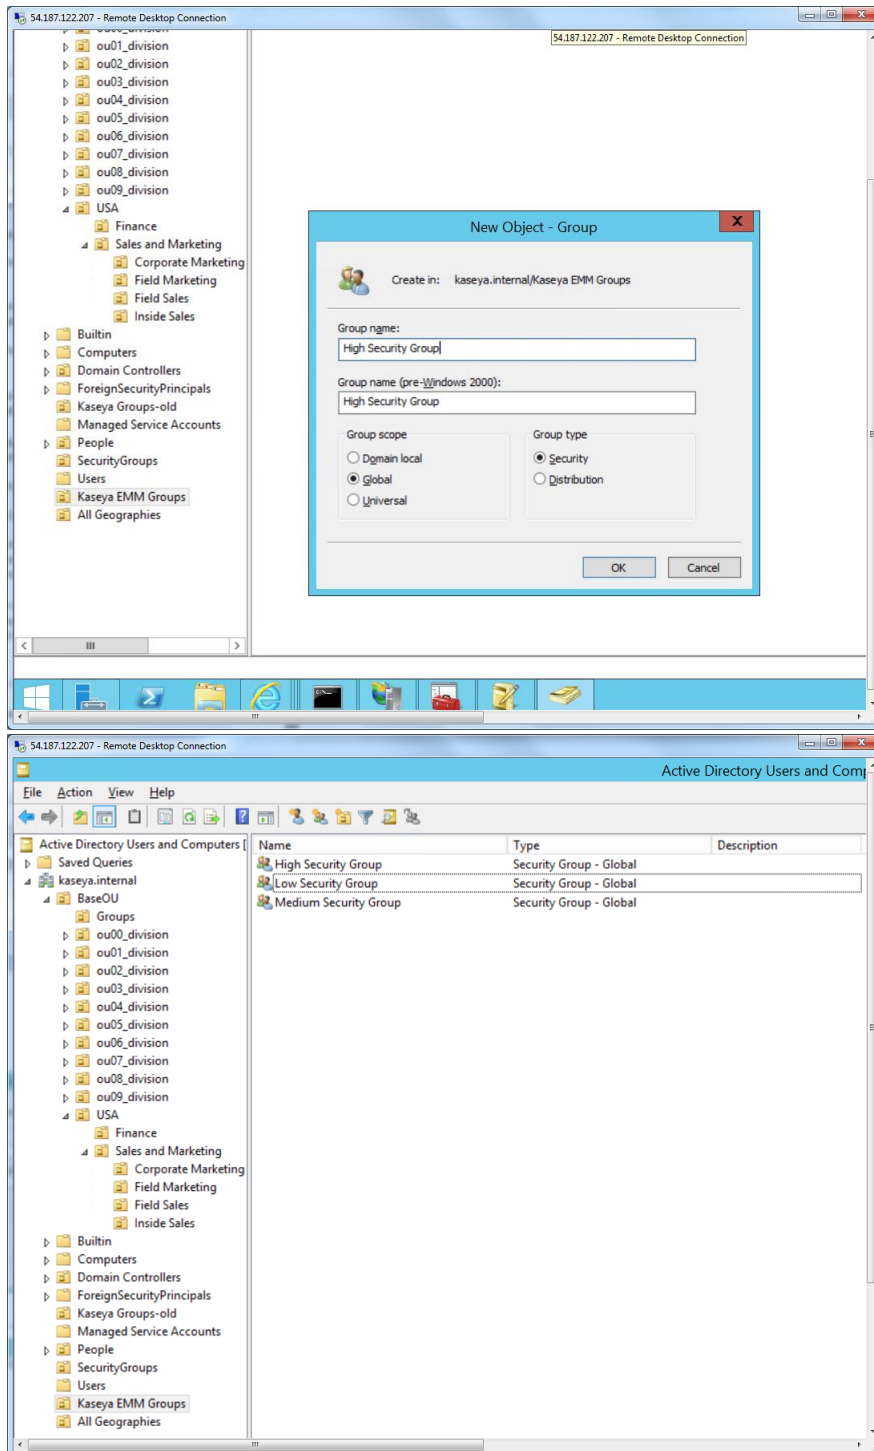 54.187.122.207 - Remote Desktop Connection
54.187.122.207 - Remote Desktop Connection
ou01_division
ou02_division
ou03_division
ou04_division
ou05_division
ou06_division
ou07_division
ou08_division
ou09_division
USA
Finance
Sales and Marketing
Corporate Marketing
Field Marketing
Field Sales
Inside Sales
Builtin
Computers
Domain Controllers
ForeignSecurityPrincipals
Kaseya Groups-old
Managed Service Accounts
People
SecurityGroups
Users
Kaseya EMM Groups
All Geographies
New Object - Group
X
Create in: kaseya.internal/Kaseya EMM Groups
Group name:
High Security Group
Group name (pre-Windows 2000):
High Security Group
Group scope
Domain local
Global
Universal
Group type
Security
Distribution
OK Cancel
54.187.122.207 - Remote Desktop Connection
Active Directory Users and Comp
File Action View Help
Active Directory Users and Computers [
Saved Queries
kaseya.internal
BaseOU
Groups
ou00_division
ou01_division
ou02_division
ou03_division
ou04_division
ou05_division
ou06_division
ou07_division
ou08_division
ou09_division
USA
Finance
Sales and Marketing
Corporate Marketing
Field Marketing
Field Sales
Inside Sales
Builtin
Computers
Domain Controllers
ForeignSecurityPrincipals
Kaseya Groups-old
Managed Service Accounts
People
SecurityGroups
Users
Kaseya EMM Groups
All Geographies
Name Type Description
High Security Group Security Group - Global
Low Security Group Security Group - Global
Medium Security Group Security Group - Global